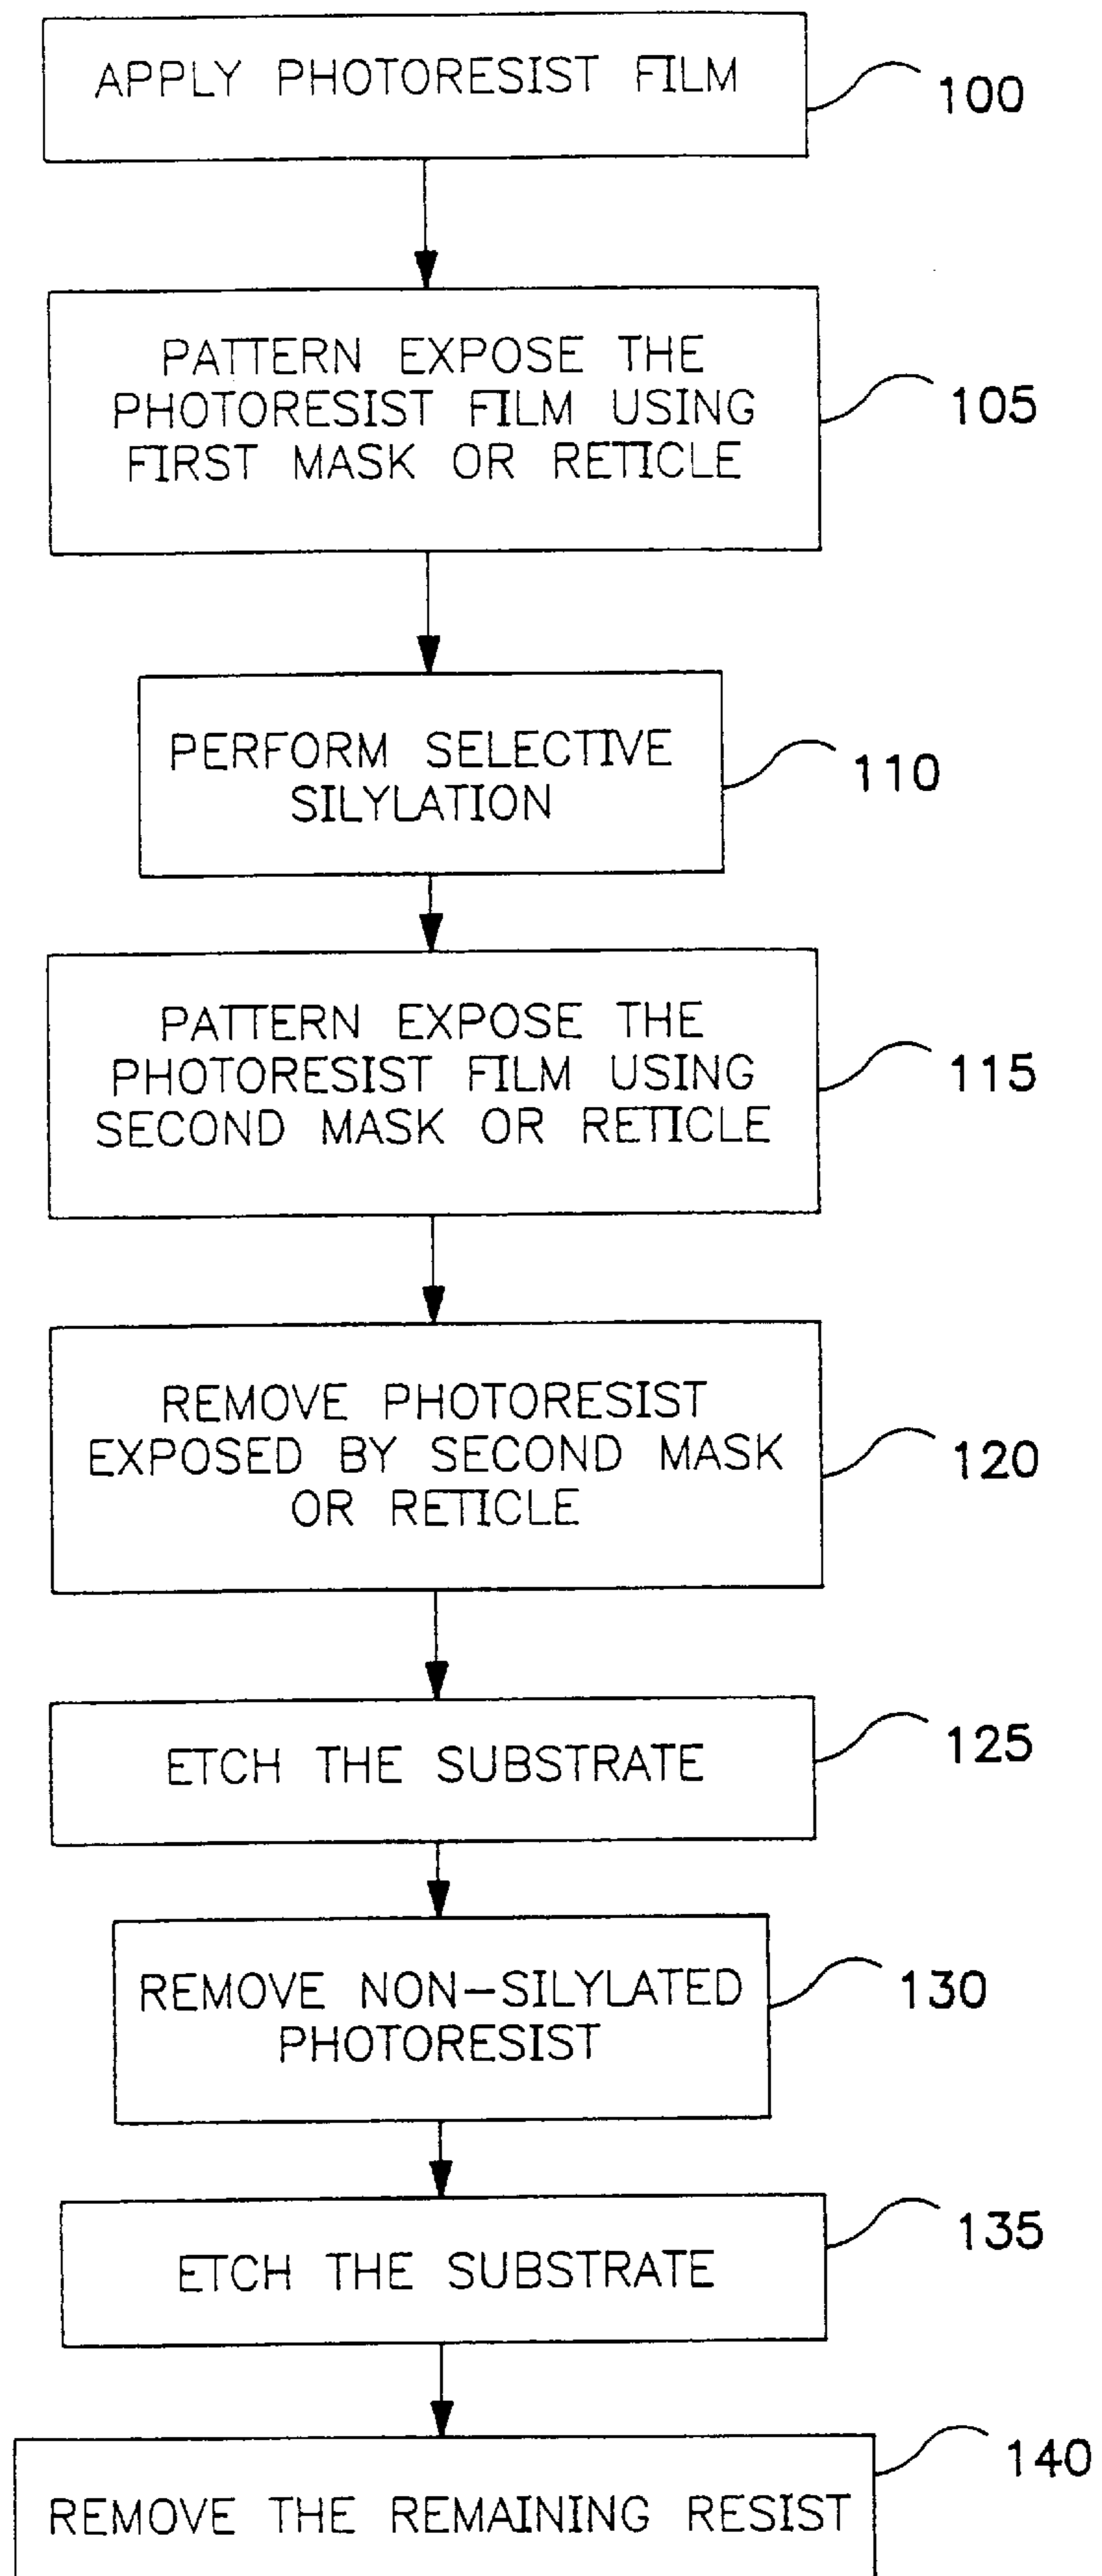 APPLY PHOTORESIST FILM
100
PATTERN EXPOSE THE
PHOTORESIST FILM USING
FIRST MASK OR RETICLE
105
PERFORM SELECTIVE
SILYLATION
110
PATTERN EXPOSE THE
PHOTORESIST FILM USING
SECOND MASK OR RETICLE
115
REMOVE PHOTORESIST
EXPOSED BY SECOND MASK
OR RETICLE
120
ETCH THE SUBSTRATE
125
REMOVE NON-SILYLATED
PHOTORESIST
130
ETCH THE SUBSTRATE
135
REMOVE THE REMAINING RESIST
140